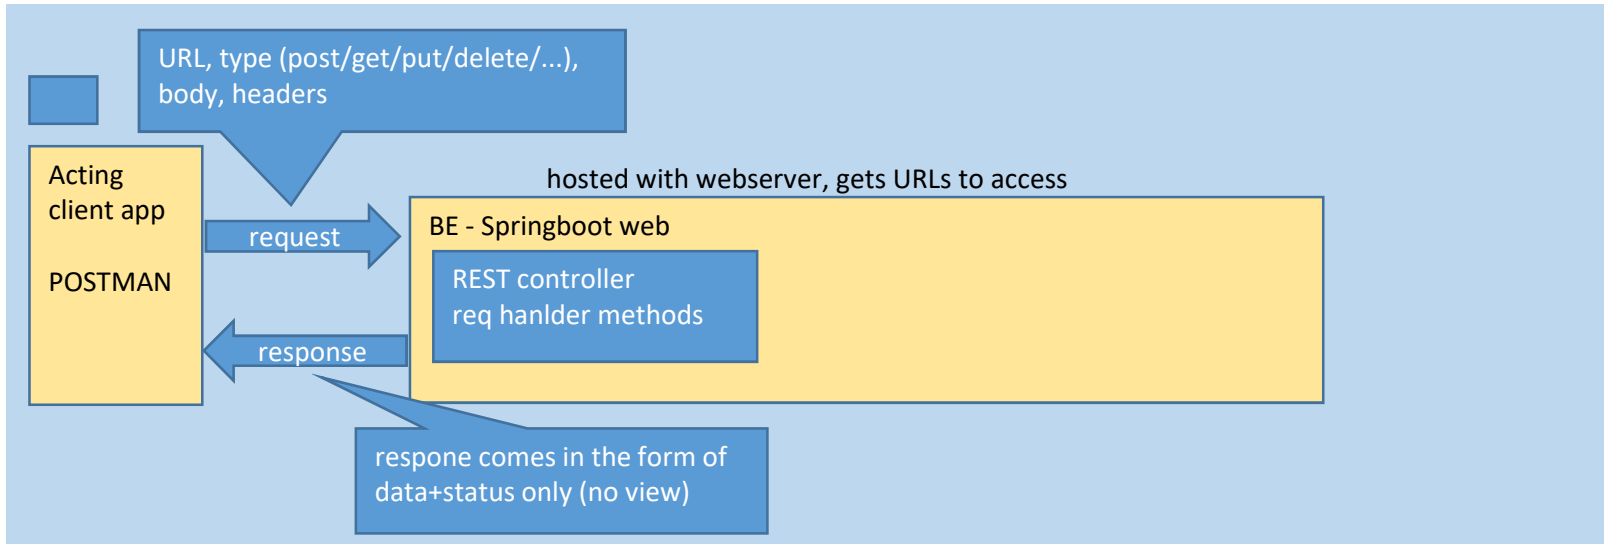 URL, type (post/get/put/delete/...),
body, headers
Acting
client app
POSTMAN
request
response
hosted with webserver, gets URLs to access
BE - Springboot web
REST controller
req hanlder methods
respone comes in the form of
data+status only (no view)